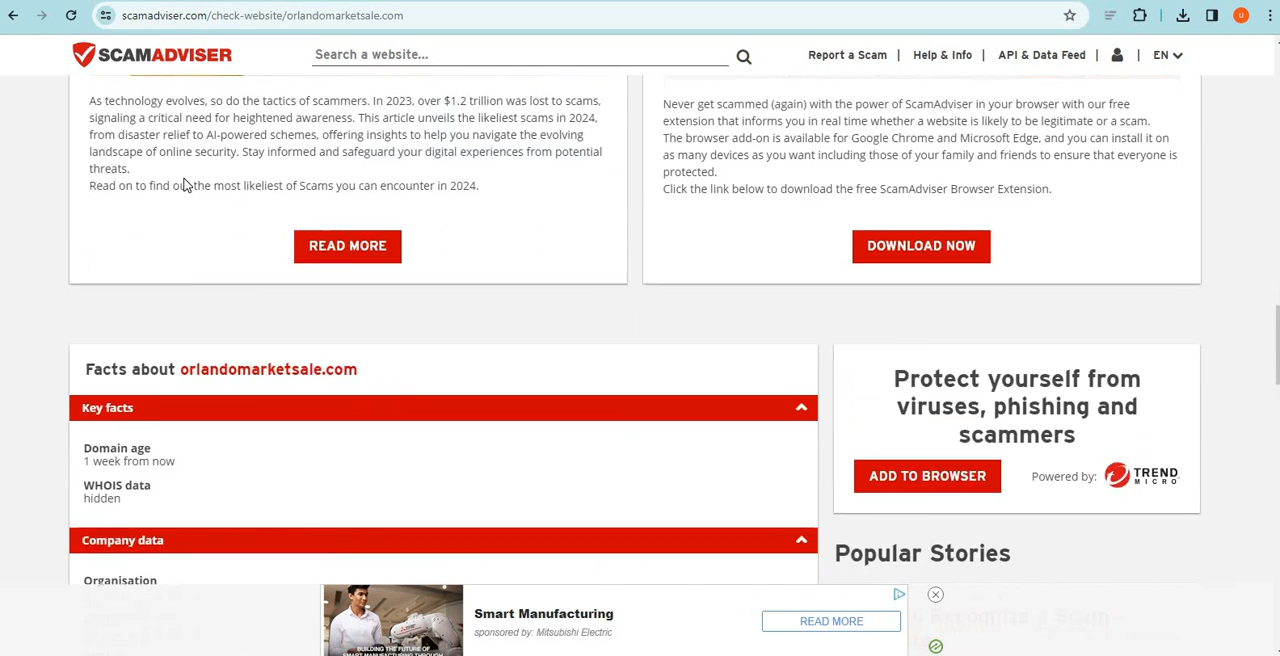 scamadviser.com/check-website/orlandomarketsale.com
u
SCAMADVISER
Search a website...
Report a Scam | Help & Info | API & Data Feed | | EN
As technology evolves, so do the tactics of scammers. In 2023, over $1.2 trillion was lost to scams,
signaling a critical need for heightened awareness. This article unveils the likeliest scams in 2024,
from disaster relief to AI-powered schemes, offering insights to help you navigate the evolving
landscape of online security. Stay informed and safeguard your digital experiences from potential
threats.
Read on to find out the most likeliest of Scams you can encounter in 2024.
READ MORE
Never get scammed (again) with the power of ScamAdviser in your browser with our free
extension that informs you in real time whether a website is likely to be legitimate or a scam.
The browser add-on is available for Google Chrome and Microsoft Edge, and you can install it on
as many devices as you want including those of your family and friends to ensure that everyone is
protected.
Click the link below to download the free ScamAdviser Browser Extension.
DOWNLOAD NOW
Facts about orlandomarketsale.com
Key facts
Domain age
1 week from now
WHOIS data
hidden
Company data
Organisation
Protect yourself from
viruses, phishing and
scammers
ADD TO BROWSER
Powered by:
TREND
MICRO
Popular Stories
Recognize a Scam
Smart Manufacturing
sponsored by: Mitsubishi Electric
READ MORE
BUILDING THE FUTURE OF